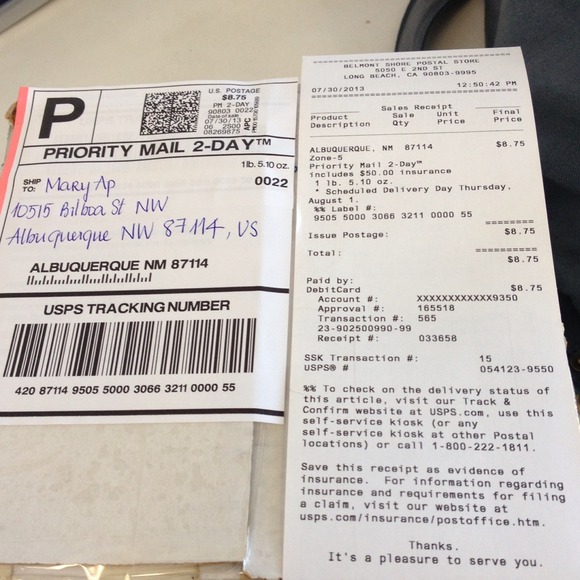 P
U.S. POSTAGE
$8.75
PM 2-DAY
90803 0022
Date of sale
07/30/13
06 2500
08269875
APC
PRIORITY MAIL 2-DAY™
1lb. 5.10 oz.
0022
SHIP
TO:
Mary Ap
10515 Bilboa St NW
Albuquerque NW 87114, US
ALBUQUERQUE NM 87114
USPS TRACKING NUMBER
420 87114 9505 5000 3066 3211 0000 55
BELMONT SHORE POSTAL STORE
5050 E 2ND ST
LONG BEACH, CA 90803-9995
07/30/2013 12:50:42 PM
Sales Receipt
Product Sale Unit Final
Description Qty Price Price
ALBUQUERQUE, NM 87114 $8.75
Zone-5
Priority Mail 2-Day™
includes $50.00 insurance
1 lb. 5.10 oz.
* Scheduled Delivery Day Thursday,
August 1.
%% Label #:
9505 5000 3066 3211 0000 55
========
Issue Postage: $8.75
========
Total: $8.75
Paid by:
DebitCard $8.75
Account #: XXXXXXXXXXXX9350
Approval #: 165518
Transaction #: 565
23-902500990-99
Receipt #: 033658
SSK Transaction #: 15
USPS® # 054123-9550
%% To check on the delivery status of
this article, visit our Track &
Confirm website at USPS.com, use this
self-service kiosk (or any
self-service kiosk at other Postal
locations) or call 1-800-222-1811.
Save this receipt as evidence of
insurance. For information regarding
insurance and requirements for filing
a claim, visit our website at
usps.com/insurance/postoffice.htm.
Thanks.
It's a pleasure to serve you.